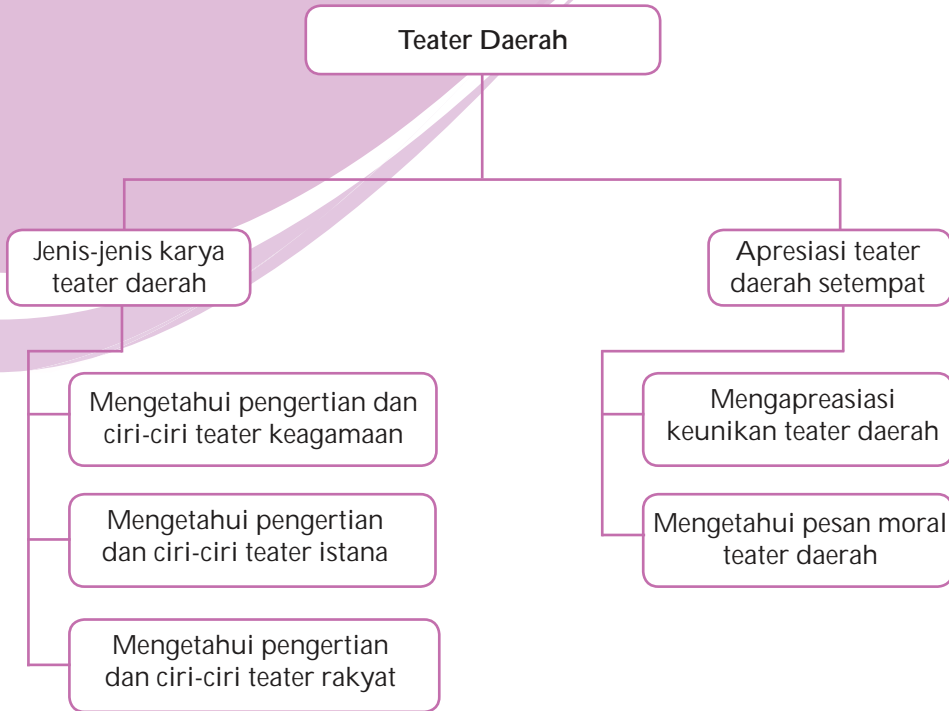 Teater Daerah
Jenis-jenis karya
teater daerah
Mengetahui pengertian dan
ciri-ciri teater keagamaan
Mengetahui pengertian
dan ciri-ciri teater istana
Mengetahui pengertian
dan ciri-ciri teater rakyat
Apresiasi teater
daerah setempat
Mengapreasiasi
keunikan teater daerah
Mengetahui pesan moral
teater daerah